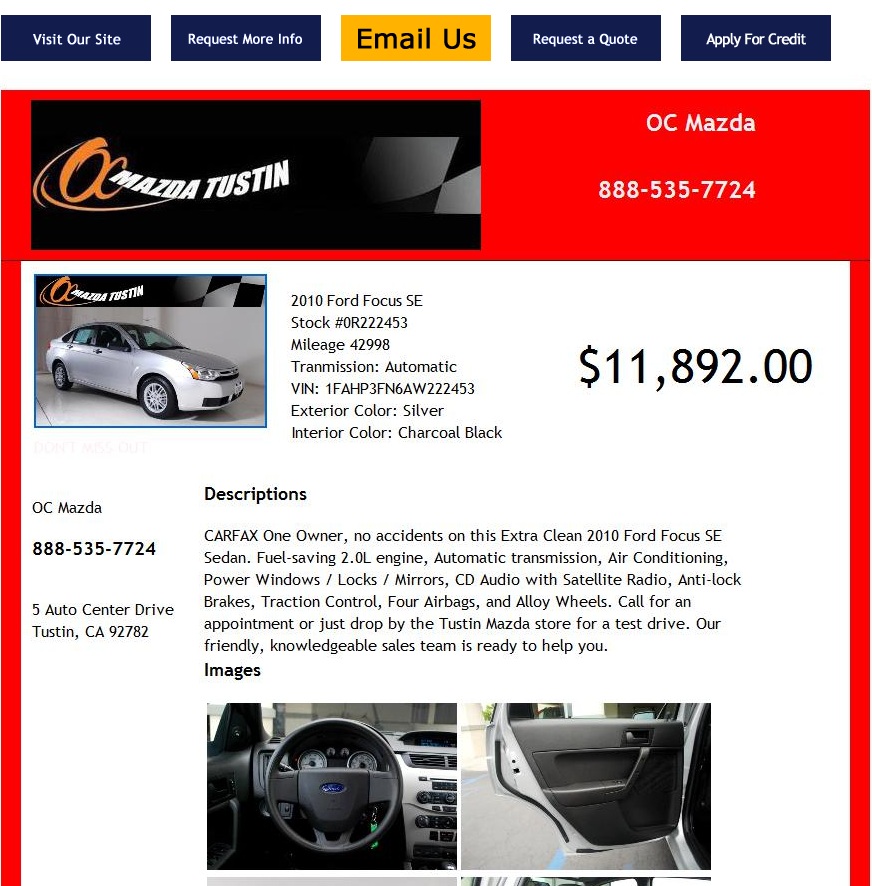 Visit Our Site
Request More Info
Email Us
Request a Quote
Apply For Credit
OC MAZDA TUSTIN
OC Mazda
888-535-7724
OC MAZDA TUSTIN
2010 Ford Focus SE
Stock #0R222453
Mileage 42998
Tranmission: Automatic
VIN: 1FAHP3FN6AW222453
Exterior Color: Silver
Interior Color: Charcoal Black
$11,892.00
DON'T MISS OUT
OC Mazda
888-535-7724
5 Auto Center Drive
Tustin, CA 92782
Descriptions
CARFAX One Owner, no accidents on this Extra Clean 2010 Ford Focus SE
Sedan. Fuel-saving 2.0L engine, Automatic transmission, Air Conditioning,
Power Windows / Locks / Mirrors, CD Audio with Satellite Radio, Anti-lock
Brakes, Traction Control, Four Airbags, and Alloy Wheels. Call for an
appointment or just drop by the Tustin Mazda store for a test drive. Our
friendly, knowledgeable sales team is ready to help you.
Images
Ford